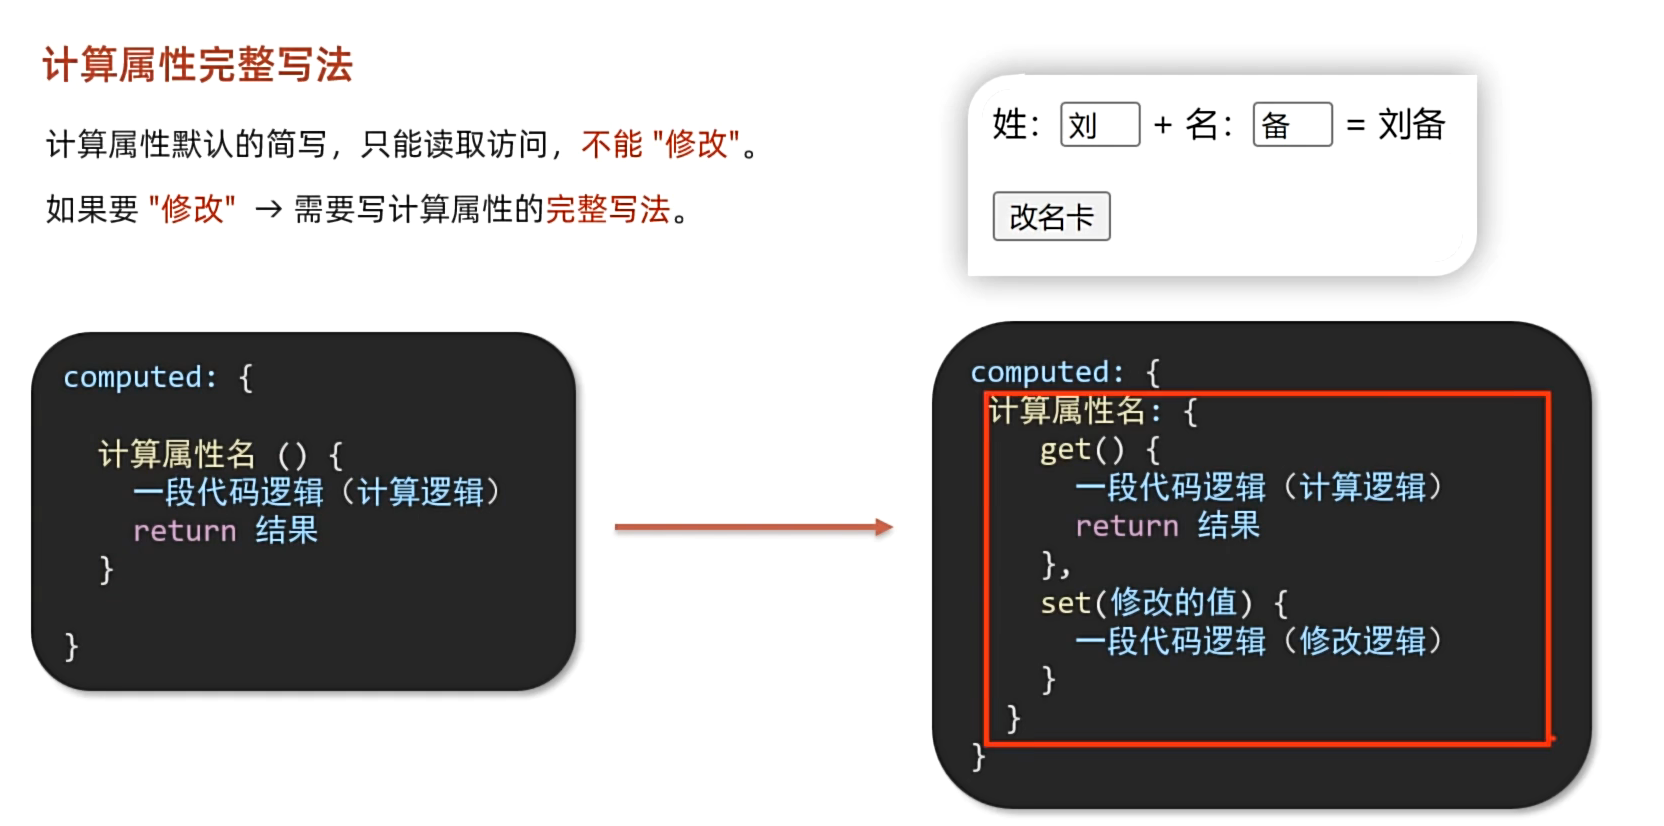 计算属性完整写法
计算属性默认的简写，只能读取访问，不能 "修改"。
如果要 "修改" → 需要写计算属性的完整写法。
姓： 刘 + 名： 备 = 刘备
改名卡
computed: {
计算属性名 () {
一段代码逻辑（计算逻辑）
return 结果
}
}
computed: {
计算属性名: {
get() {
一段代码逻辑（计算逻辑）
return 结果
},
set(修改的值) {
一段代码逻辑（修改逻辑）
}
}
}